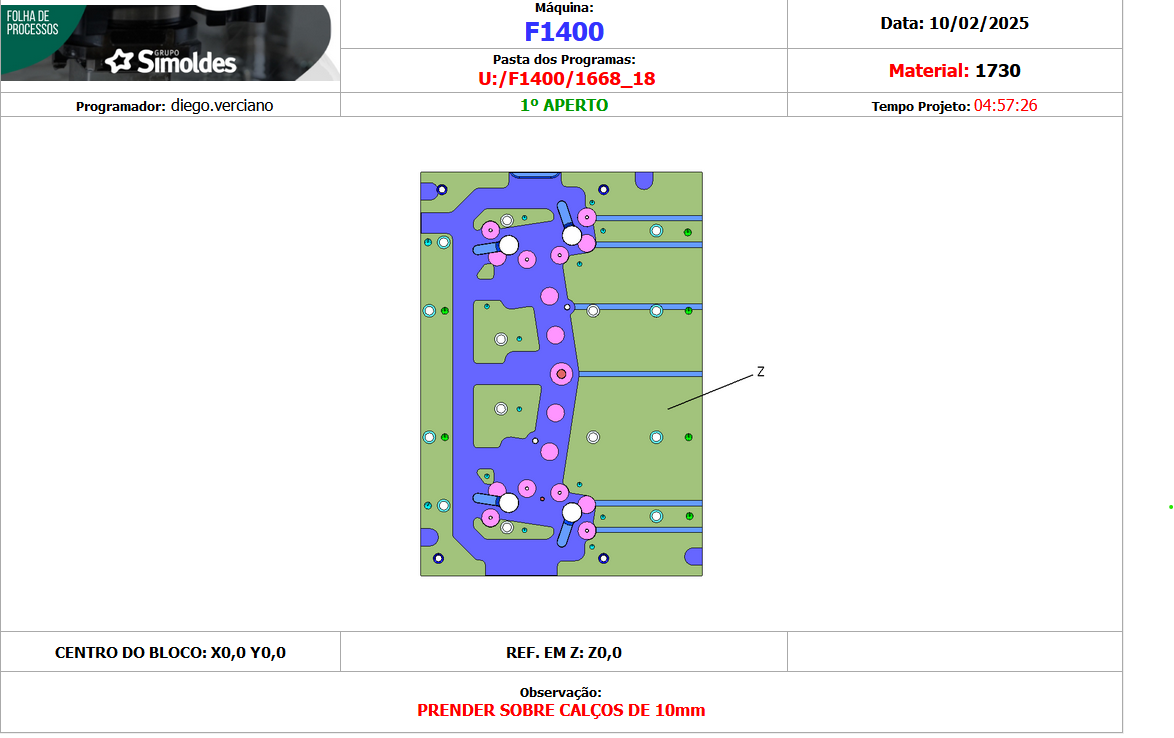 FOLHA DE
PROCESSOS
GRUPO
Simoldes
Máquina:
F1400
Data: 10/02/2025
Pasta dos Programas:
U:/F1400/1668_18
Material: 1730
Programador: diego.verciano
1º APERTO
Tempo Projeto: 04:57:26
Z
CENTRO DO BLOCO: X0,0 Y0,0
REF. EM Z: Z0,0
Observação:
PRENDER SOBRE CALÇOS DE 10mm